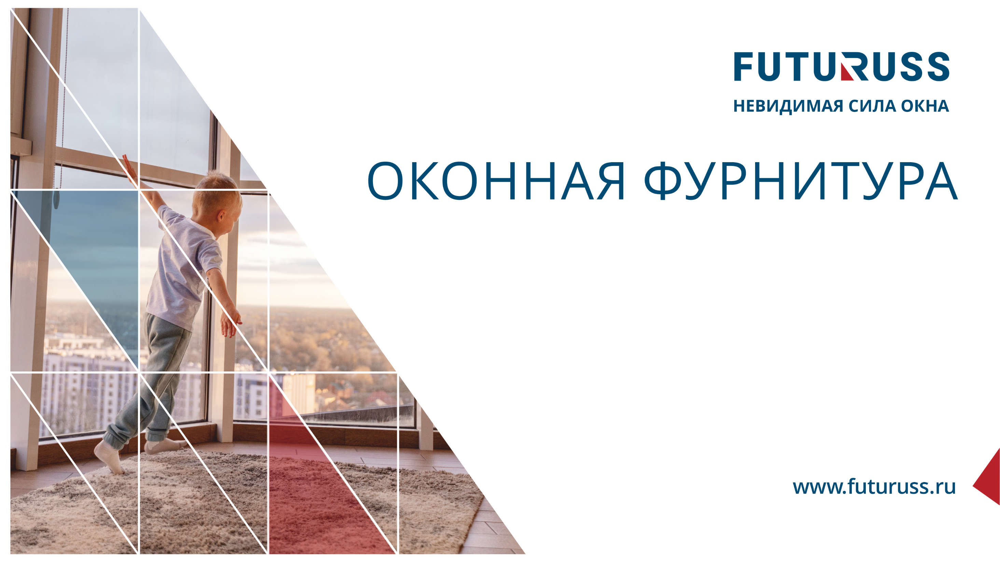 FUTURUSS
НЕВИДИМАЯ СИЛА ОКНА
ОКОННАЯ ФУРНИТУРА
www.futuruss.ru